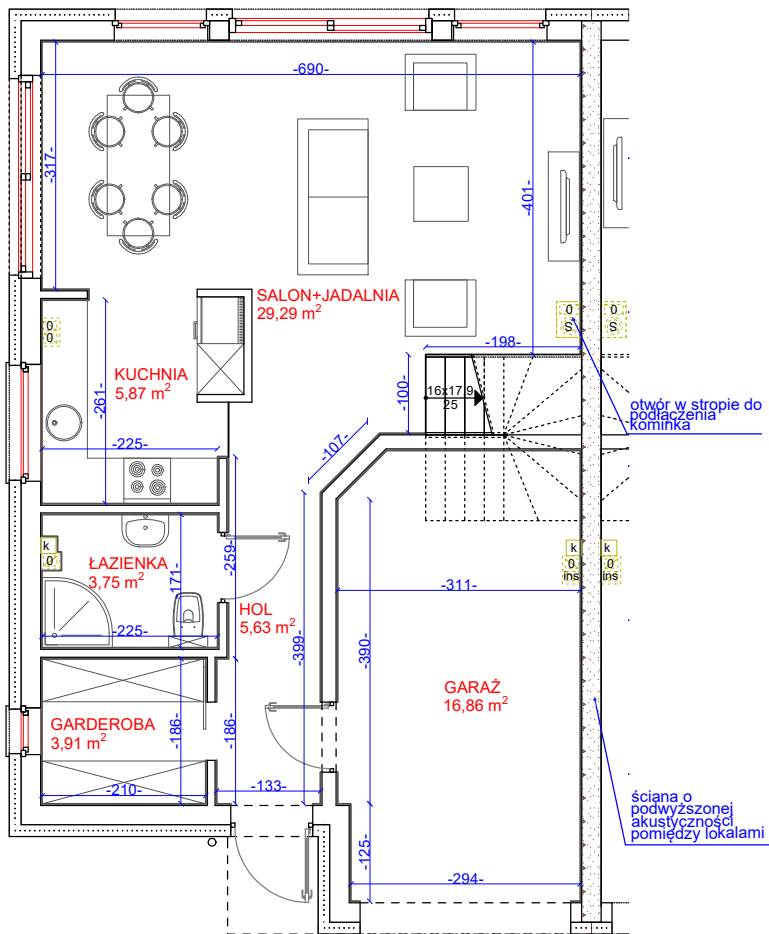 -690-
-317-
-401-
SALON+JADALNIA
29,29 m²
0
0
0
S
0
S
-198-
KUCHNIA
5,87 m²
-261-
-100-
16x17,9
25
otwór w stropie do
podłączenia
kominka
-225-
-107-
k
0
ŁAZIENKA
3,75 m²
-171-
-259-
k
0
ins
k
0
ins
-311-
HOL
5,63 m²
-225-
-399-
-390-
GARAŻ
16,86 m²
GARDEROBA
3,91 m²
-186-
-186-
-210-
-133-
ściana o
podwyższonej
akustyczności
pomiędzy lokalami
-125-
-294-